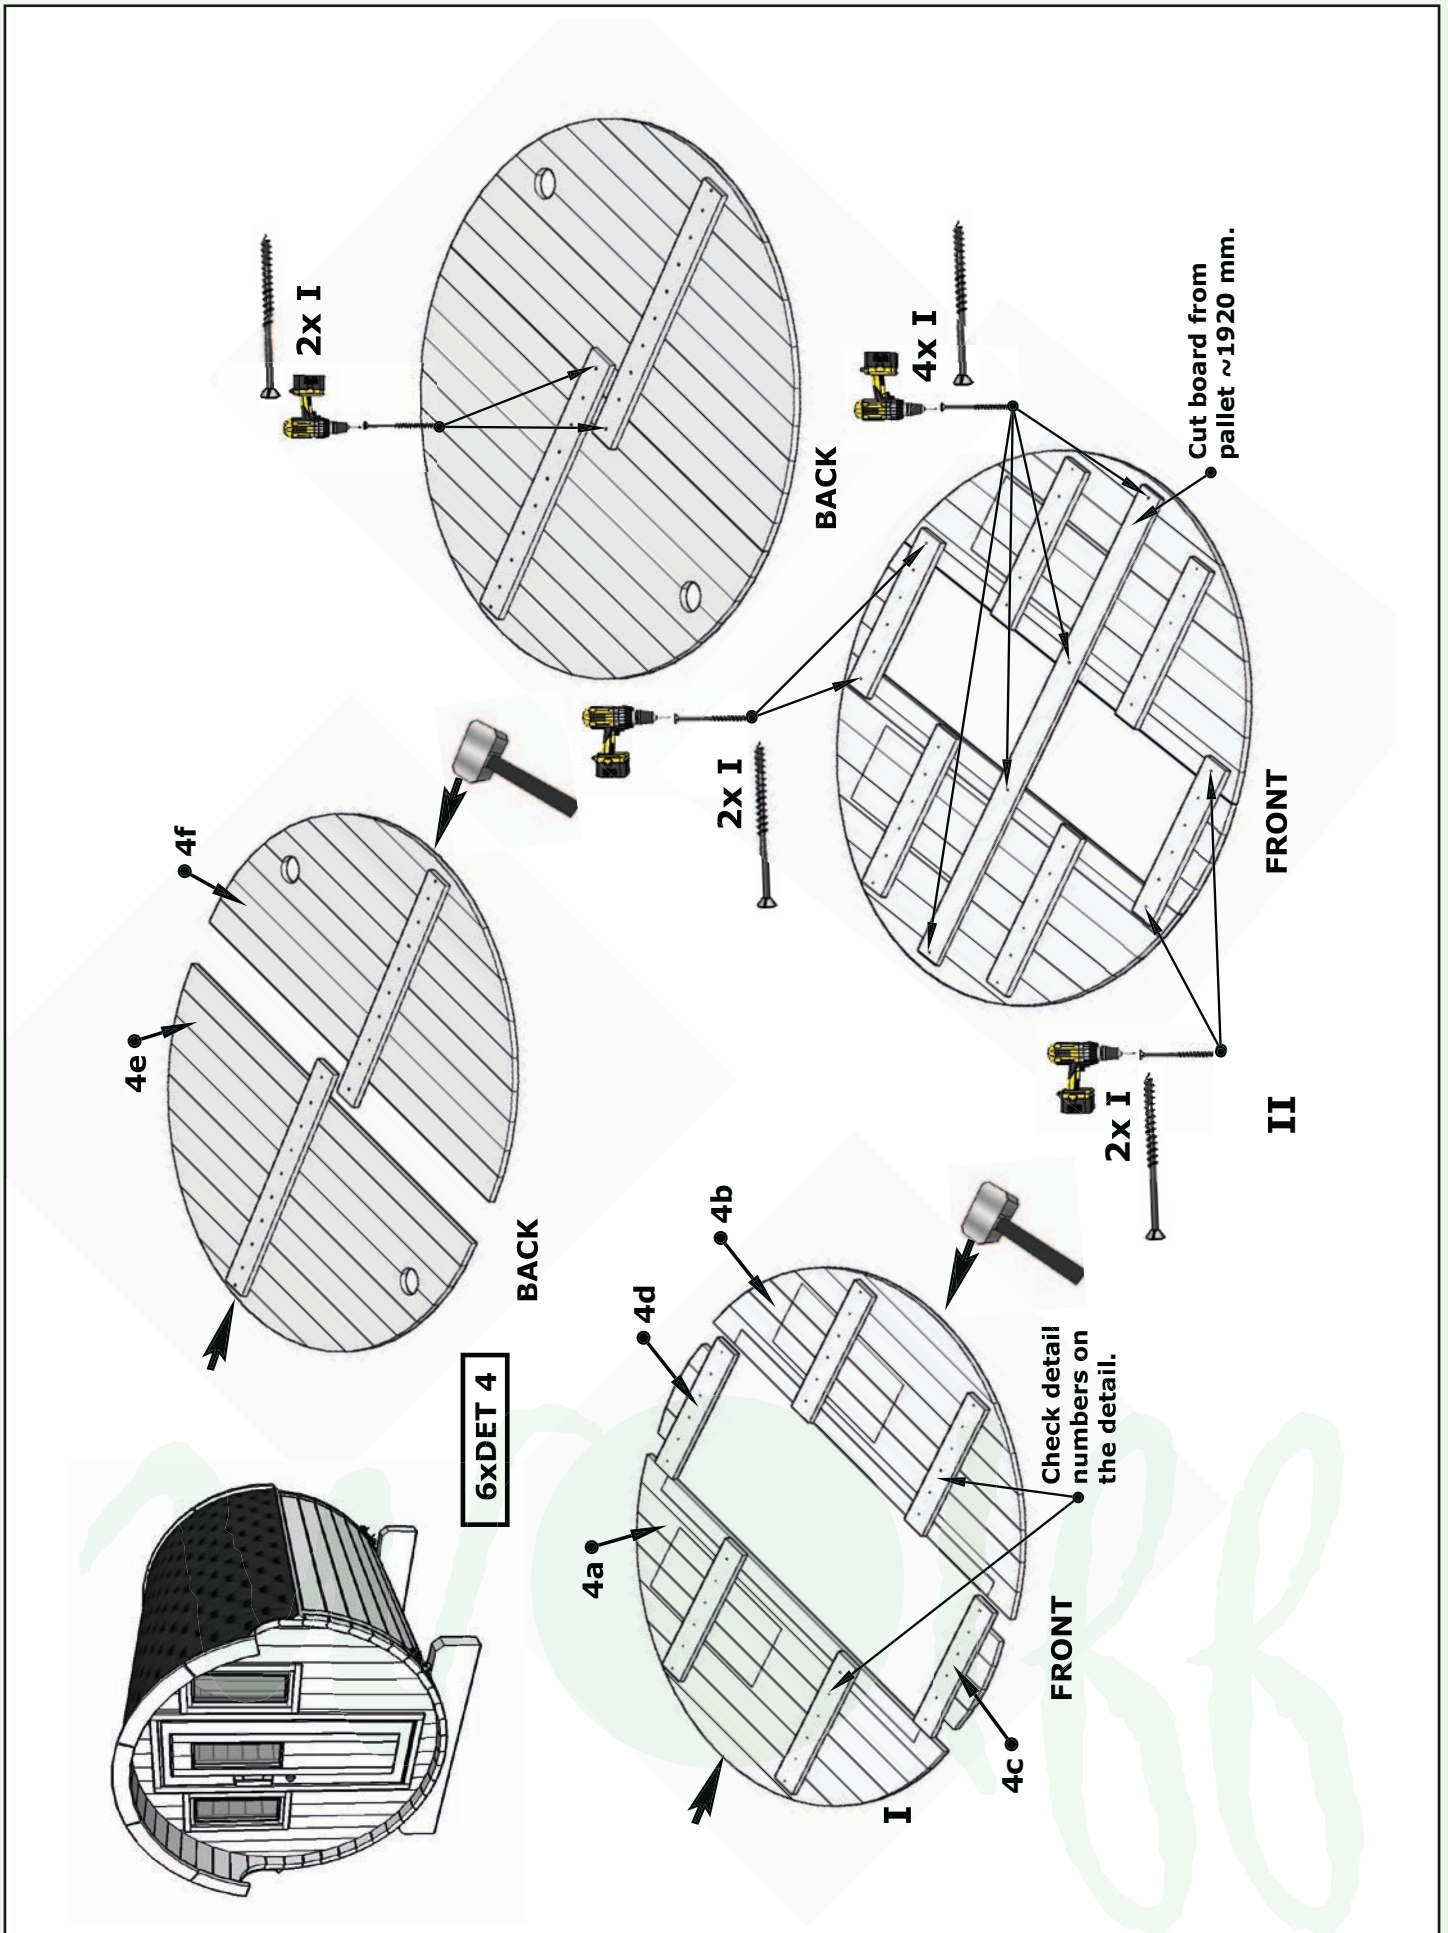 6xDET 4
4e
4f
BACK
2x I
BACK
I
4a
4d
4b
4c
Check detail
numbers on
the detail.
FRONT
II
2x I
2x I
4x I
Cut board from
pallet ~1920 mm.
FRONT